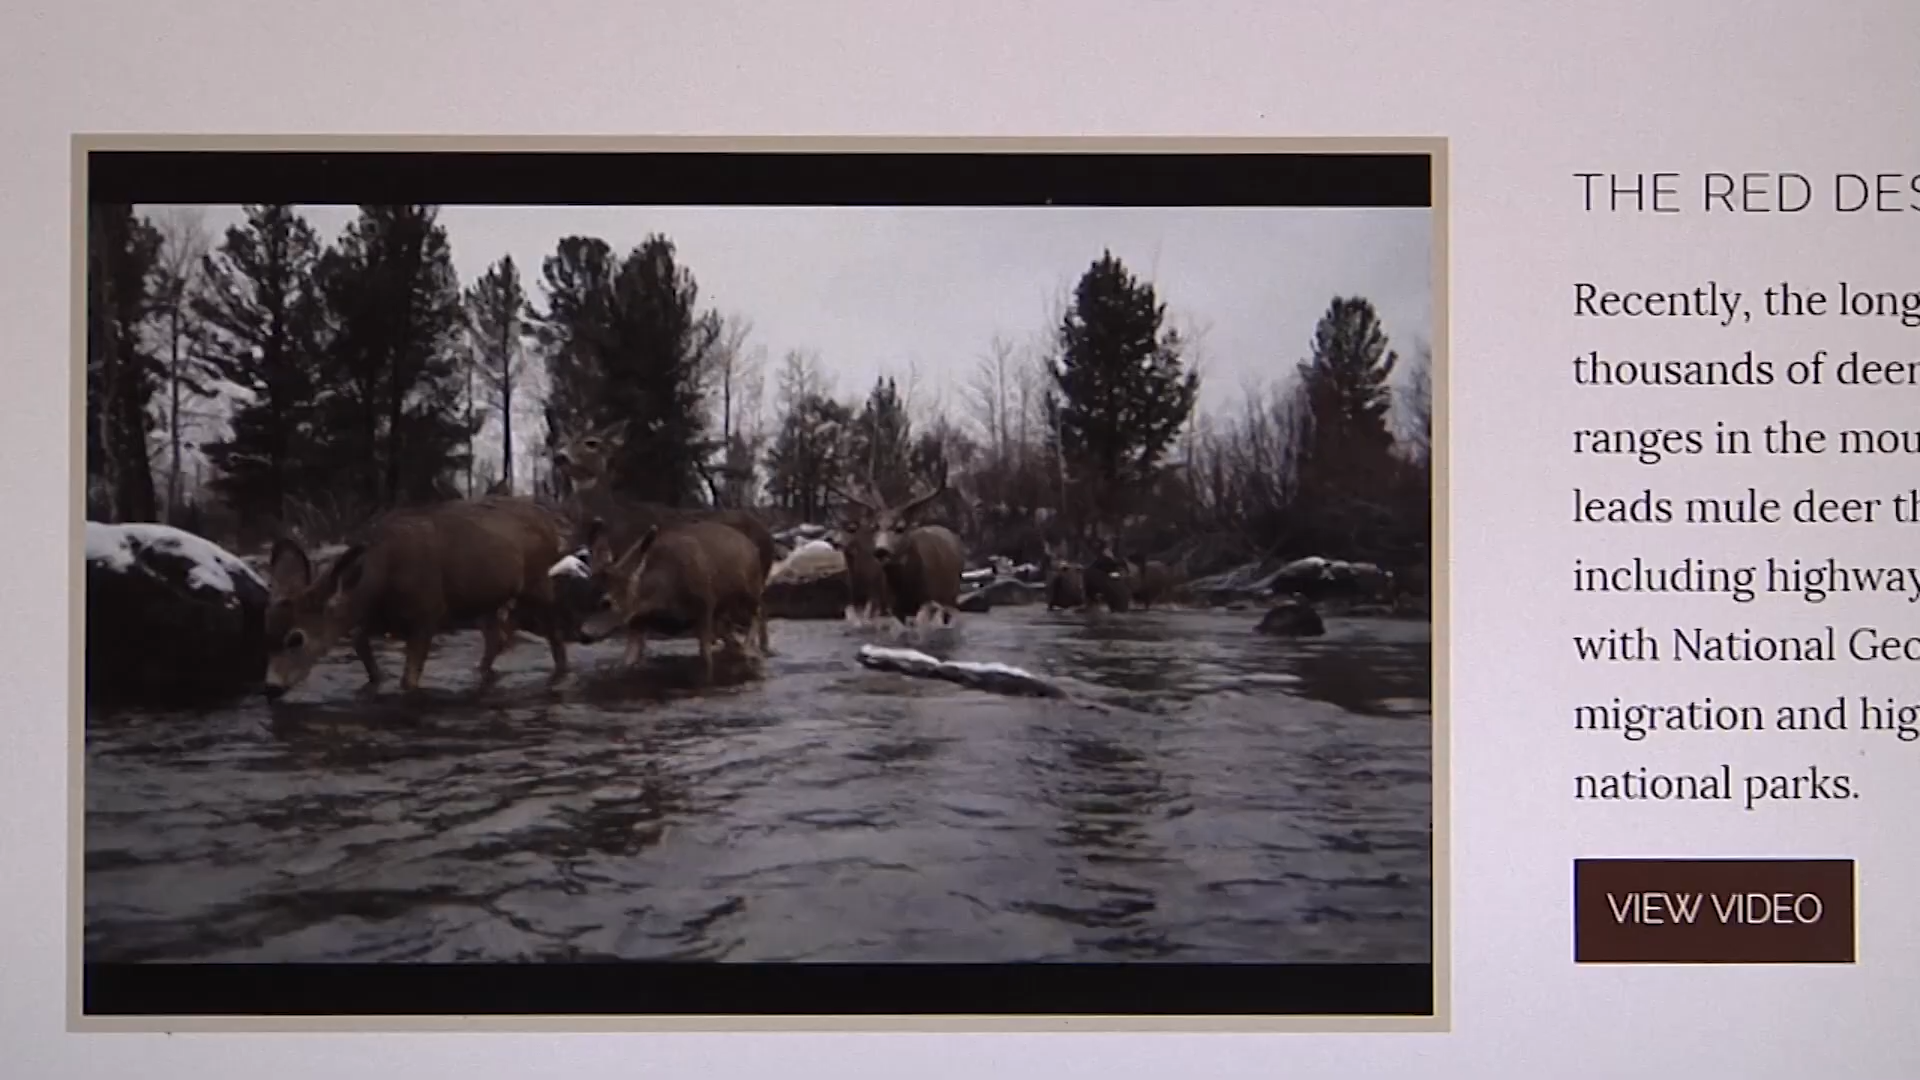 THE RED DES
Recently, the long
thousands of deer
ranges in the mou
leads mule deer th
including highway
with National Geo
migration and hig
national parks.
VIEW VIDEO